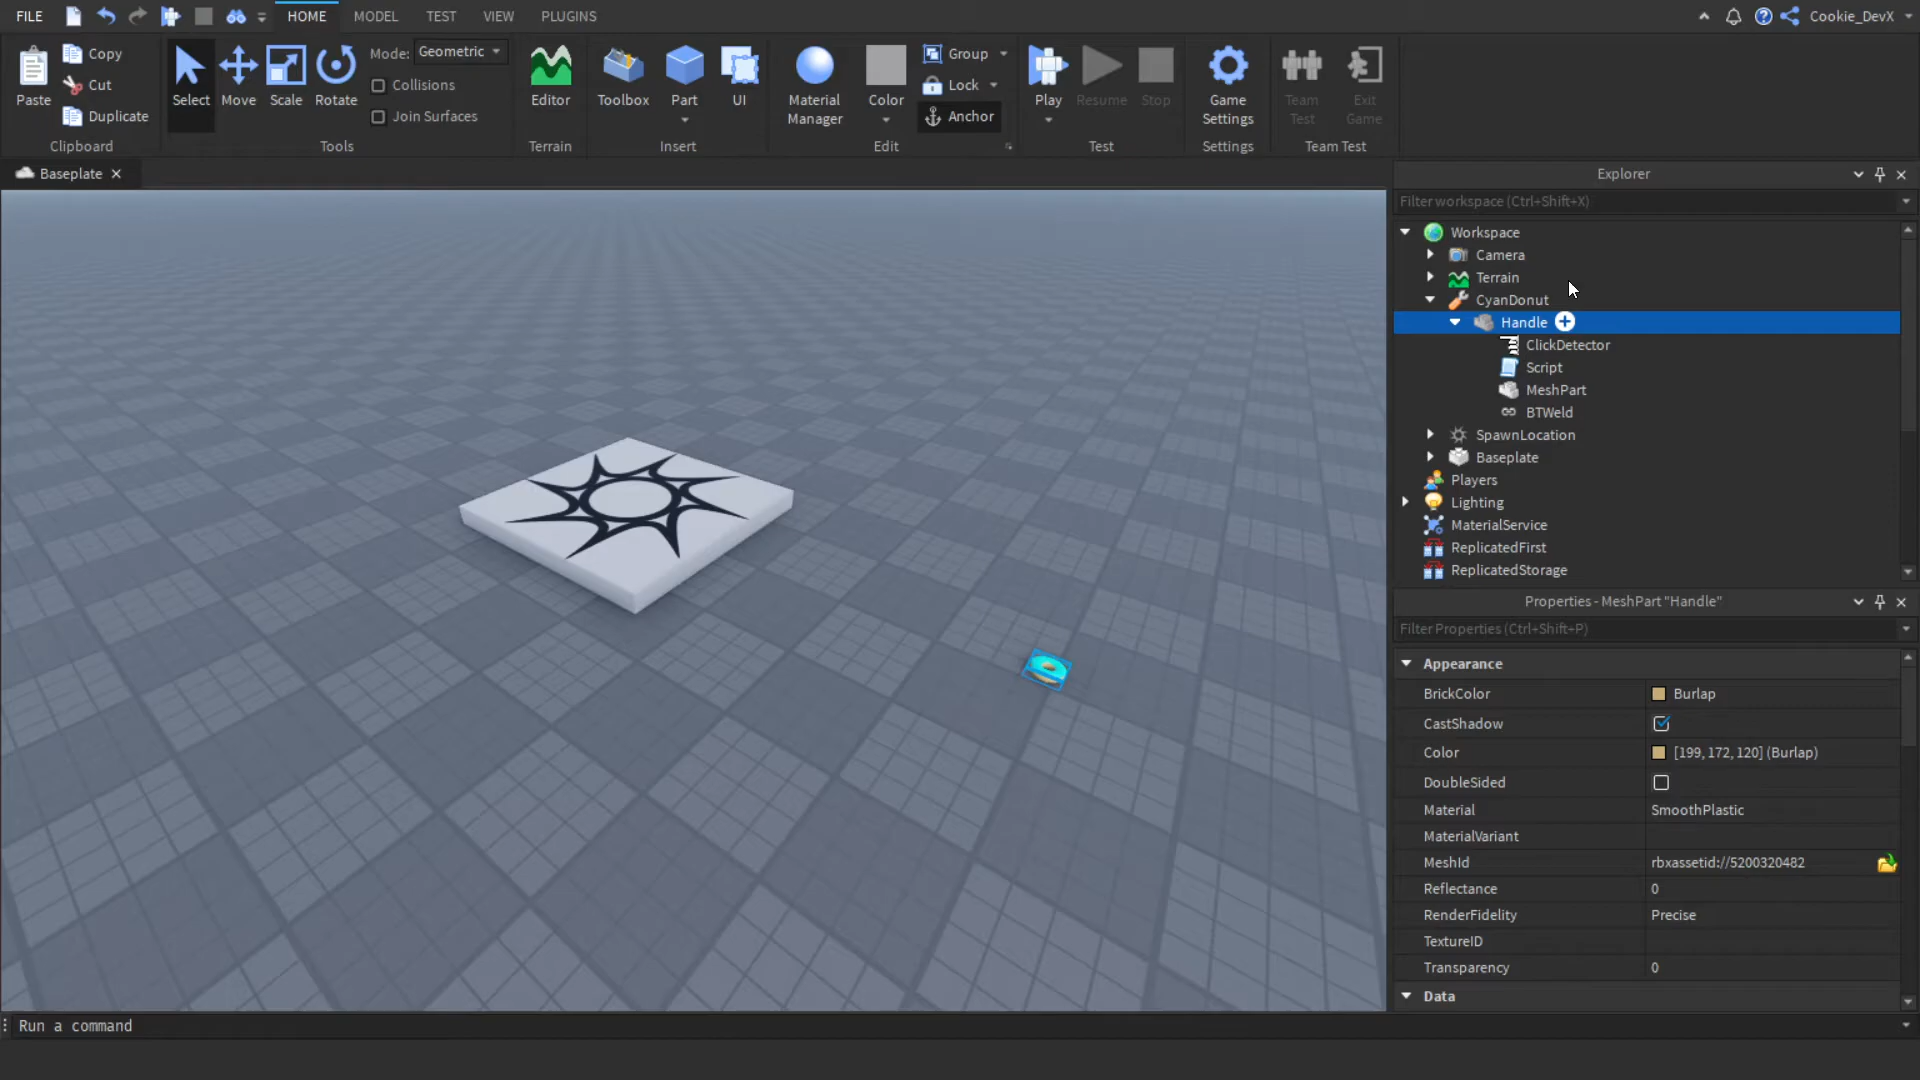 FILE
HOME
MODEL
TEST
VIEW
PLUGINS
Cookie_DevX
Paste
Copy
Cut
Duplicate
Clipboard
Select
Move
Scale
Rotate
Mode:
Geometric
Collisions
Join Surfaces
Tools
Editor
Terrain
Toolbox
Part
UI
Insert
Material
Manager
Color
Group
Lock
Anchor
Edit
Play
Resume
Stop
Test
Game
Settings
Settings
Team
Test
Exit
Game
Team Test
Baseplate
Explorer
Filter workspace (Ctrl+Shift+X)
Workspace
Camera
Terrain
CyanDonut
Handle
ClickDetector
Script
MeshPart
BTWeld
SpawnLocation
Baseplate
Players
Lighting
MaterialService
ReplicatedFirst
ReplicatedStorage
Properties - MeshPart "Handle"
Filter Properties (Ctrl+Shift+P)
Appearance
BrickColor Burlap
CastShadow
Color [199, 172, 120] (Burlap)
DoubleSided
Material SmoothPlastic
MaterialVariant
MeshId rbxassetid://5200320482
Reflectance 0
RenderFidelity Precise
TextureID
Transparency 0
Data
Run a command